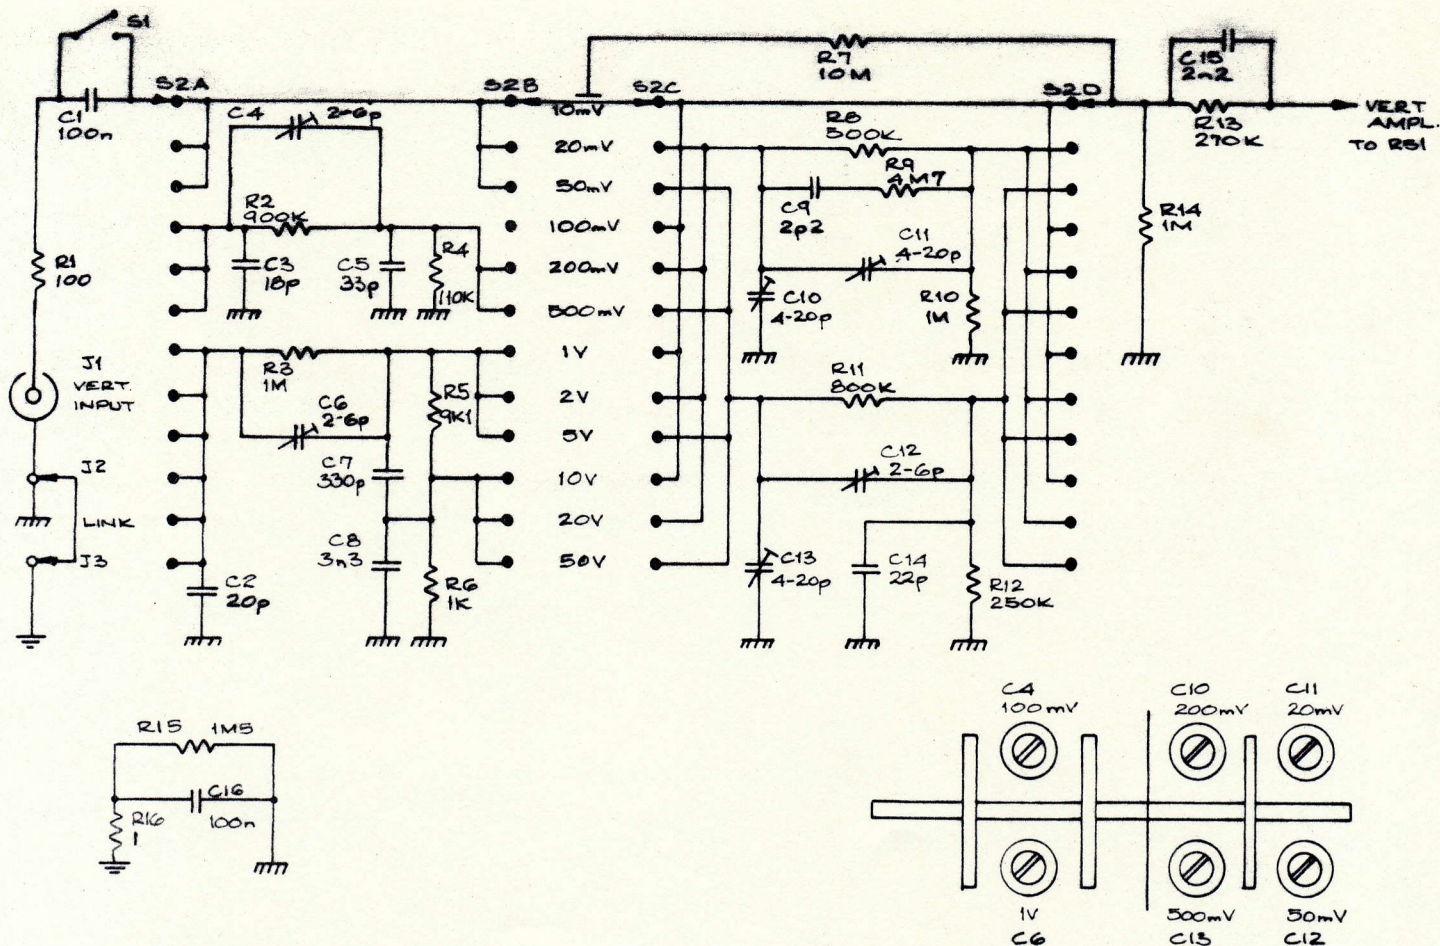 S1
C1
100n
S2A
C4
2-6p
S2B
10mV
S2C
R7
10M
S2D
C15
2n2
R13
270K
VERT
AMPL.
TO R51
20mV
R8
500K
50mV
R9
4M7
C9
2p2
R2
900K
100mV
R14
1M
R1
100
C3
18p
C5
33p
R4
110K
200mV
C11
4-20p
C10
4-20p
R10
1M
500mV
J1
VERT.
INPUT
R3
1M
1V
R11
800K
C6
2-6p
R5
9K1
2V
5V
J2
C7
330p
10V
C12
2-6p
LINK
20V
J3
C8
3n3
50V
C2
20p
R6
1K
C13
4-20p
C14
22p
R12
250K
R15 1M5
C16
100n
R16
1
C4
100mV
C10
200mV
C11
20mV
1V
C6
500mV
C13
50mV
C12